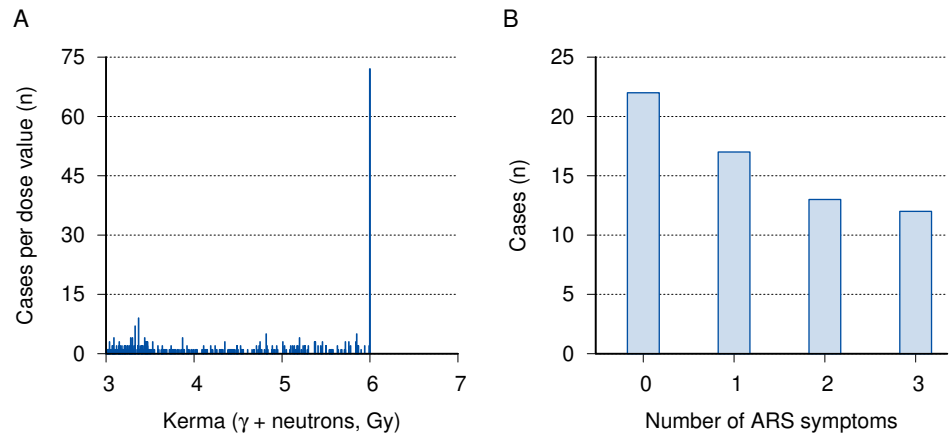 A
Cases per dose value (n)
75
60
45
30
15
0
3 4 5 6 7
Kerma (γ + neutrons, Gy)
B
Cases (n)
25
20
15
10
5
0
0 1 2 3
Number of ARS symptoms